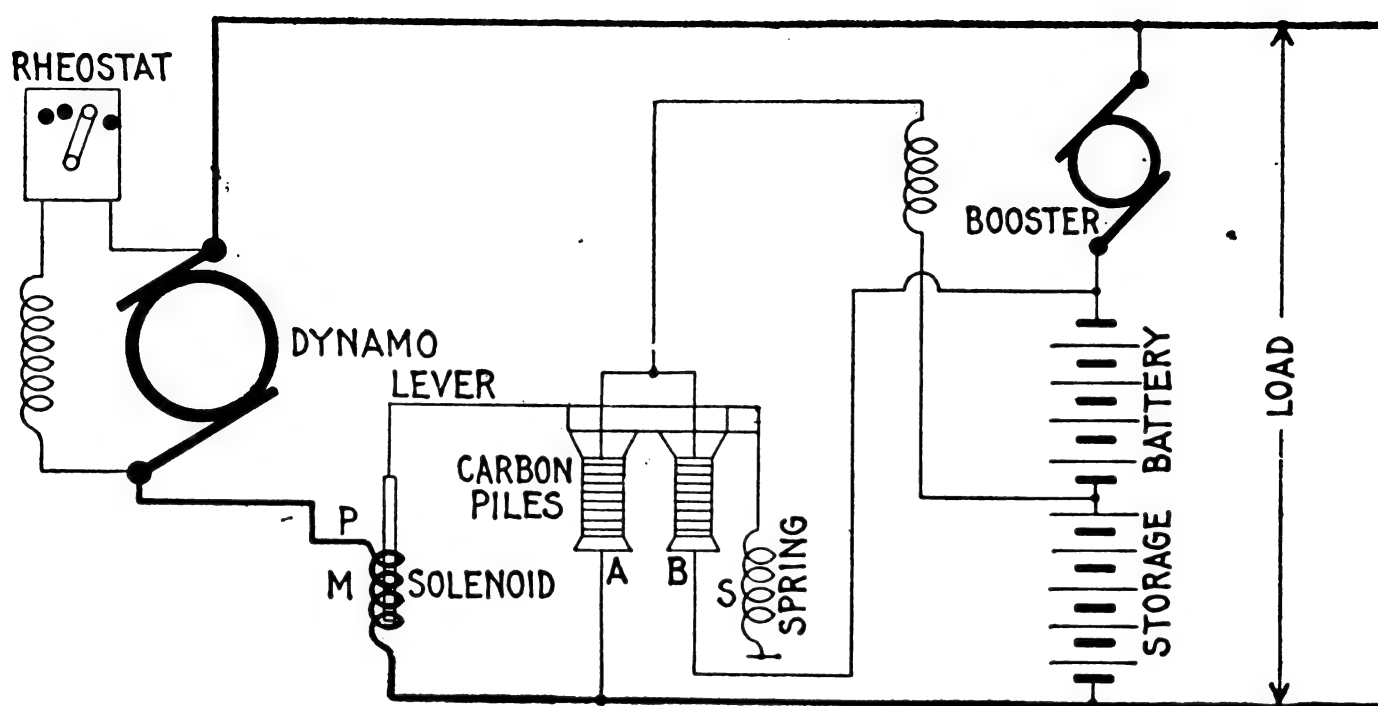 RHEOSTAT
DYNAMO
LEVER
CARBON
PILES
P
M
SOLENOID
A
B
S
SPRING
BOOSTER
STORAGE BATTERY
LOAD